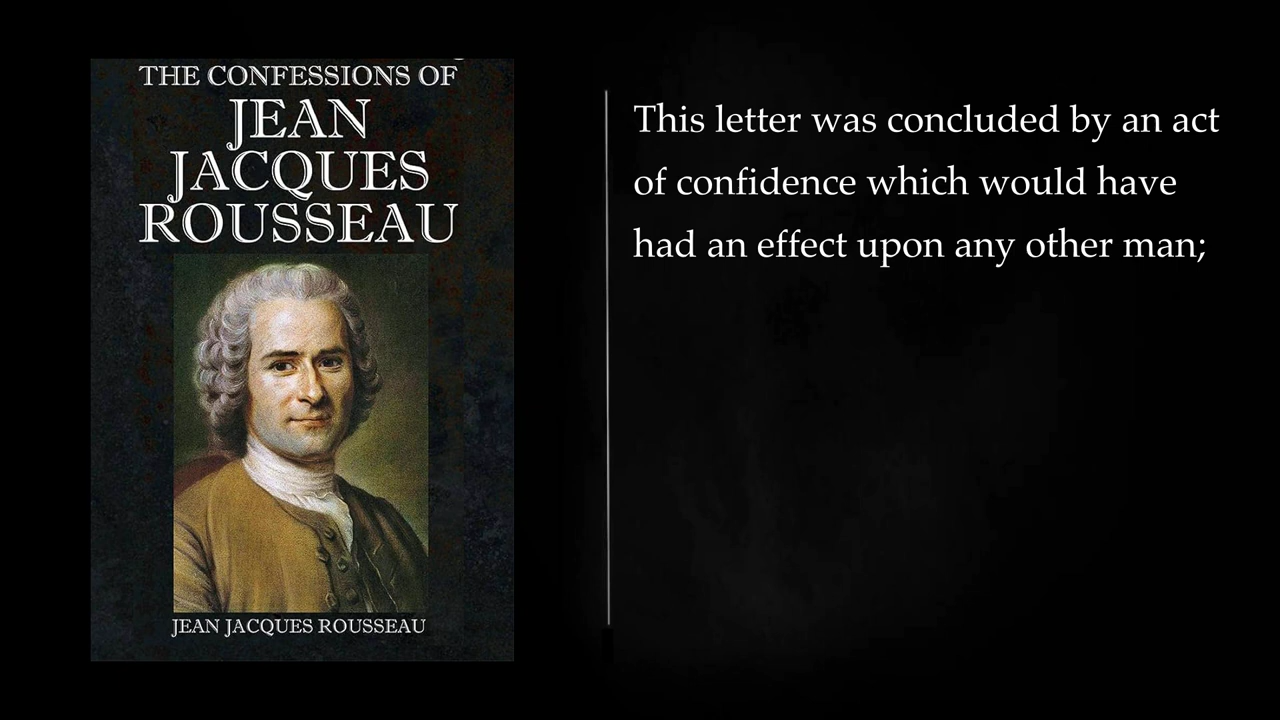 THE CONFESSIONS OF
JEAN
JACQUES
ROUSSEAU
JEAN JACQUES ROUSSEAU
This letter was concluded by an act
of confidence which would have
had an effect upon any other man;